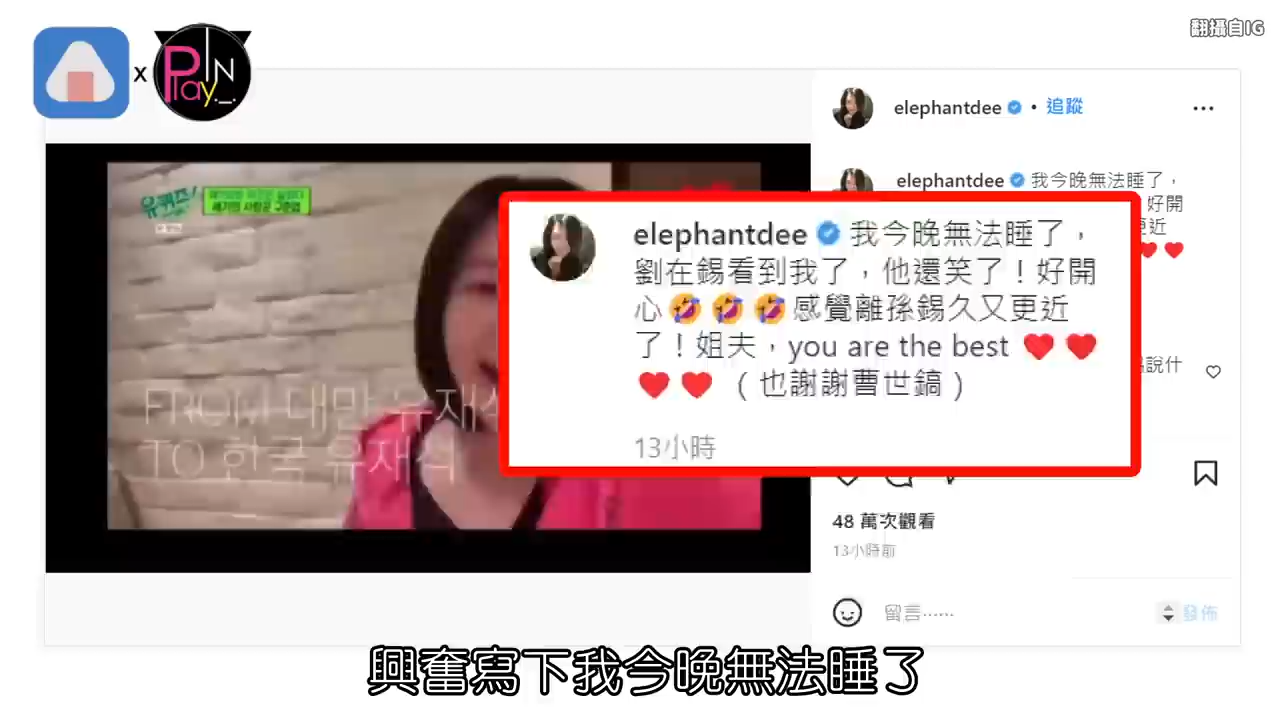 翻攝自IG
x
PlayIN
elephantdee • 追蹤
elephantdee 我今晚無法睡了，
好開
更近
elephantdee 我今晚無法睡了，
劉在錫看到我了，他還笑了！好開
心🤣🤣🤣感覺離孫錫久又更近
了！姐夫，you are the best ♥️♥️
♥️♥️（也謝謝曹世鎬）
13小時
說什
유퀴즈!
FROM 대만 유재석
TO 한국 유재석
48 萬次觀看
13小時前
留言……
發佈
興奮寫下我今晚無法睡了